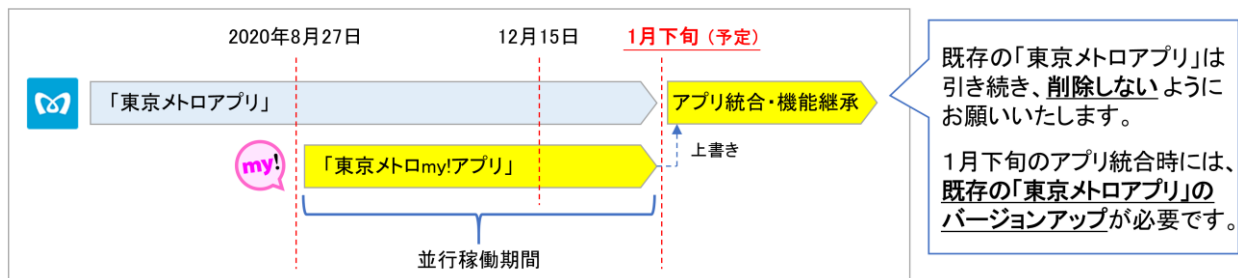 2020年8月27日
12月15日
1月下旬（予定）
「東京メトロアプリ」
アプリ統合・機能継承
my!
「東京メトロmy!アプリ」
上書き
並行稼働期間
既存の「東京メトロアプリ」は
引き続き、削除しないように
お願いいたします。
１月下旬のアプリ統合時には、
既存の「東京メトロアプリ」の
バージョンアップが必要です。